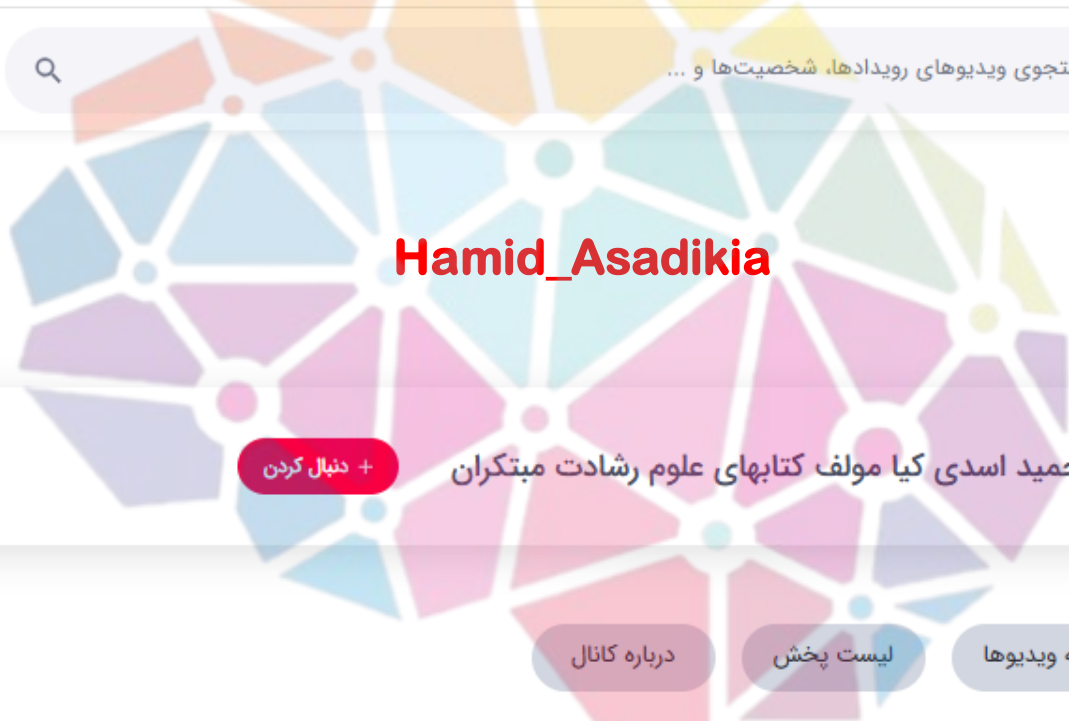 ویدیوهای رویدادها، شخصیت‌ها و ...
Hamid_Asadikia
اسدی کیا مولف کتابهای علوم رشادت مبتکران
+ دنبال کردن
ویدیوها
لیست پخش
درباره کانال